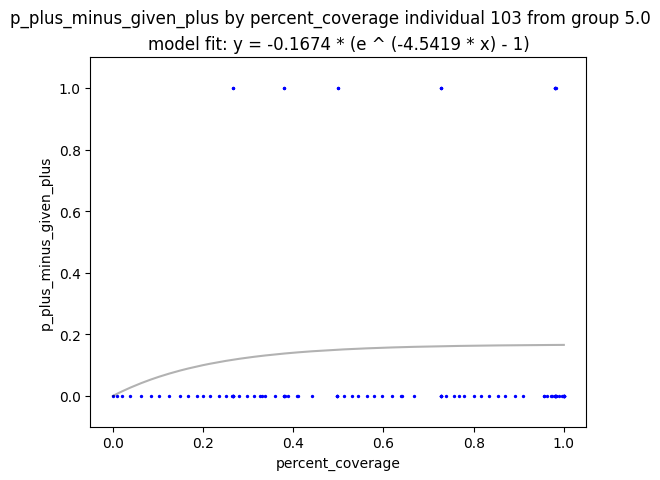 p_plus_minus_given_plus by percent_coverage individual 103 from group 5.0
model fit: y = -0.1674 * (e ^ (-4.5419 * x) - 1)
1.0
0.8
0.6
0.4
0.2
0.0
p_plus_minus_given_plus
0.0 0.2 0.4 0.6 0.8 1.0
percent_coverage